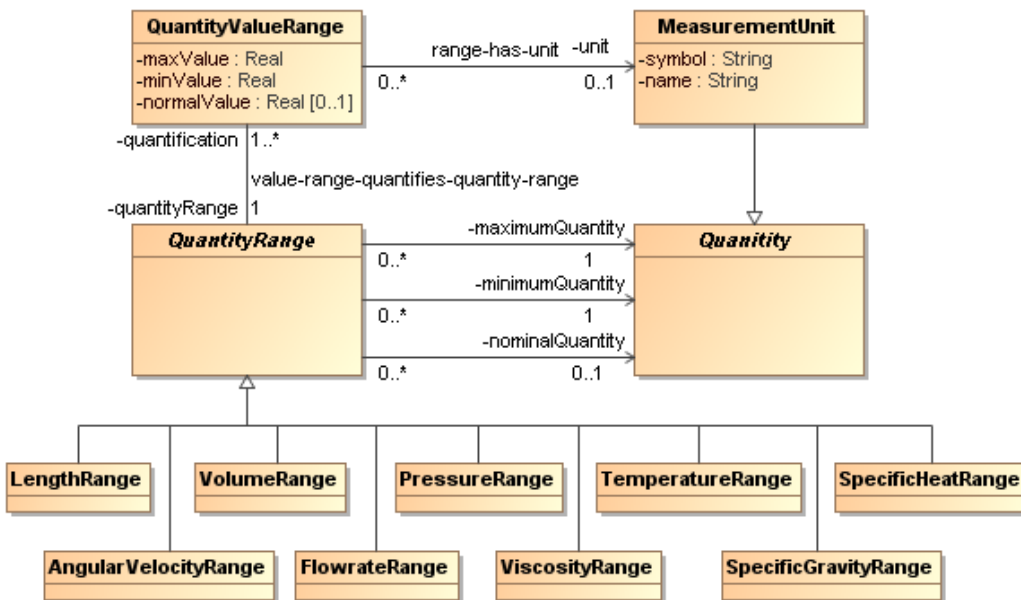 QuantityValueRange
-maxValue : Real
-minValue : Real
-normalValue : Real [0..1]
range-has-unit -unit
0..* 0..1
MeasurementUnit
-symbol : String
-name : String
-quantification 1..*
value-range-quantifies-quantity-range
-quantityRange 1
QuantityRange
-maximumQuantity
0..* 1
-minimumQuantity
0..* 1
-nominalQuantity
0..* 0..1
Quanitity
LengthRange VolumeRange PressureRange TemperatureRange SpecificHeatRange
AngularVelocityRange FlowrateRange ViscosityRange SpecificGravityRange